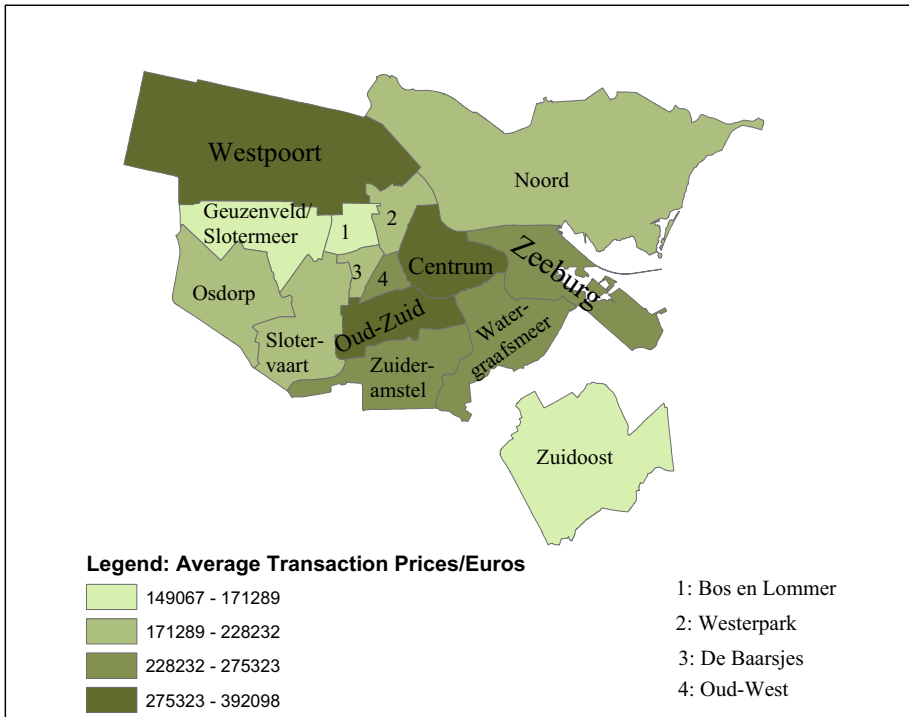 Westpoort
Noord
Geuzenveld/
Slotermeer
1
2
3
4
Centrum
Zeeburg
Osdorp
Oud-Zuid
Water-
graafsmeer
Sloter-
vaart
Zuider-
amstel
Zuidoost
Legend: Average Transaction Prices/Euros
149067 - 171289
171289 - 228232
228232 - 275323
275323 - 392098
1: Bos en Lommer
2: Westerpark
3: De Baarsjes
4: Oud-West